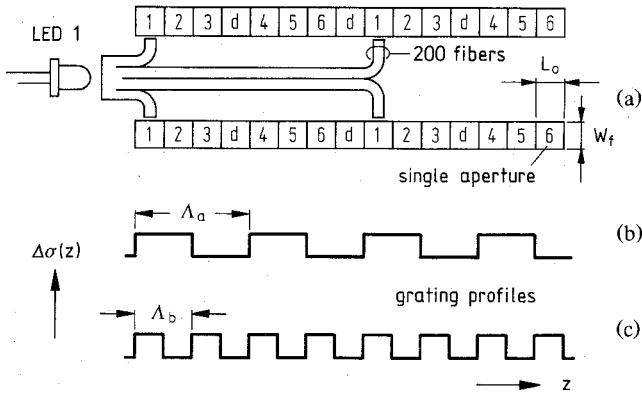 1 2 3 d 4 5 6 d 1 2 3 d 4 5 6
LED 1
200 fibers
L₀
(a)
1 2 3 d 4 5 6 d 1 2 3 d 4 5 6
W_f
single aperture
Λ_a
(b)
Δσ(z)
grating profiles
Λ_b
(c)
z